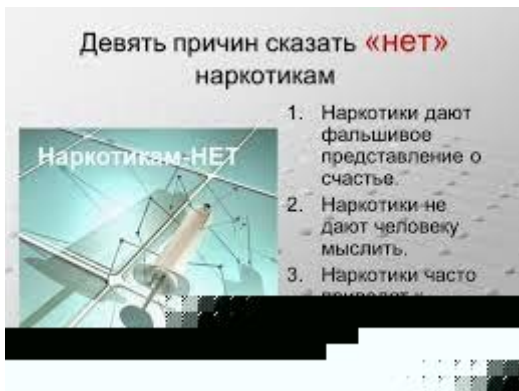 Девять причин сказать «нет»
наркотикам
Наркотикам-НЕТ
1. Наркотики дают
фальшивое
представление о
счастье.
2. Наркотики не
дают человеку
мыслить.
3. Наркотики часто